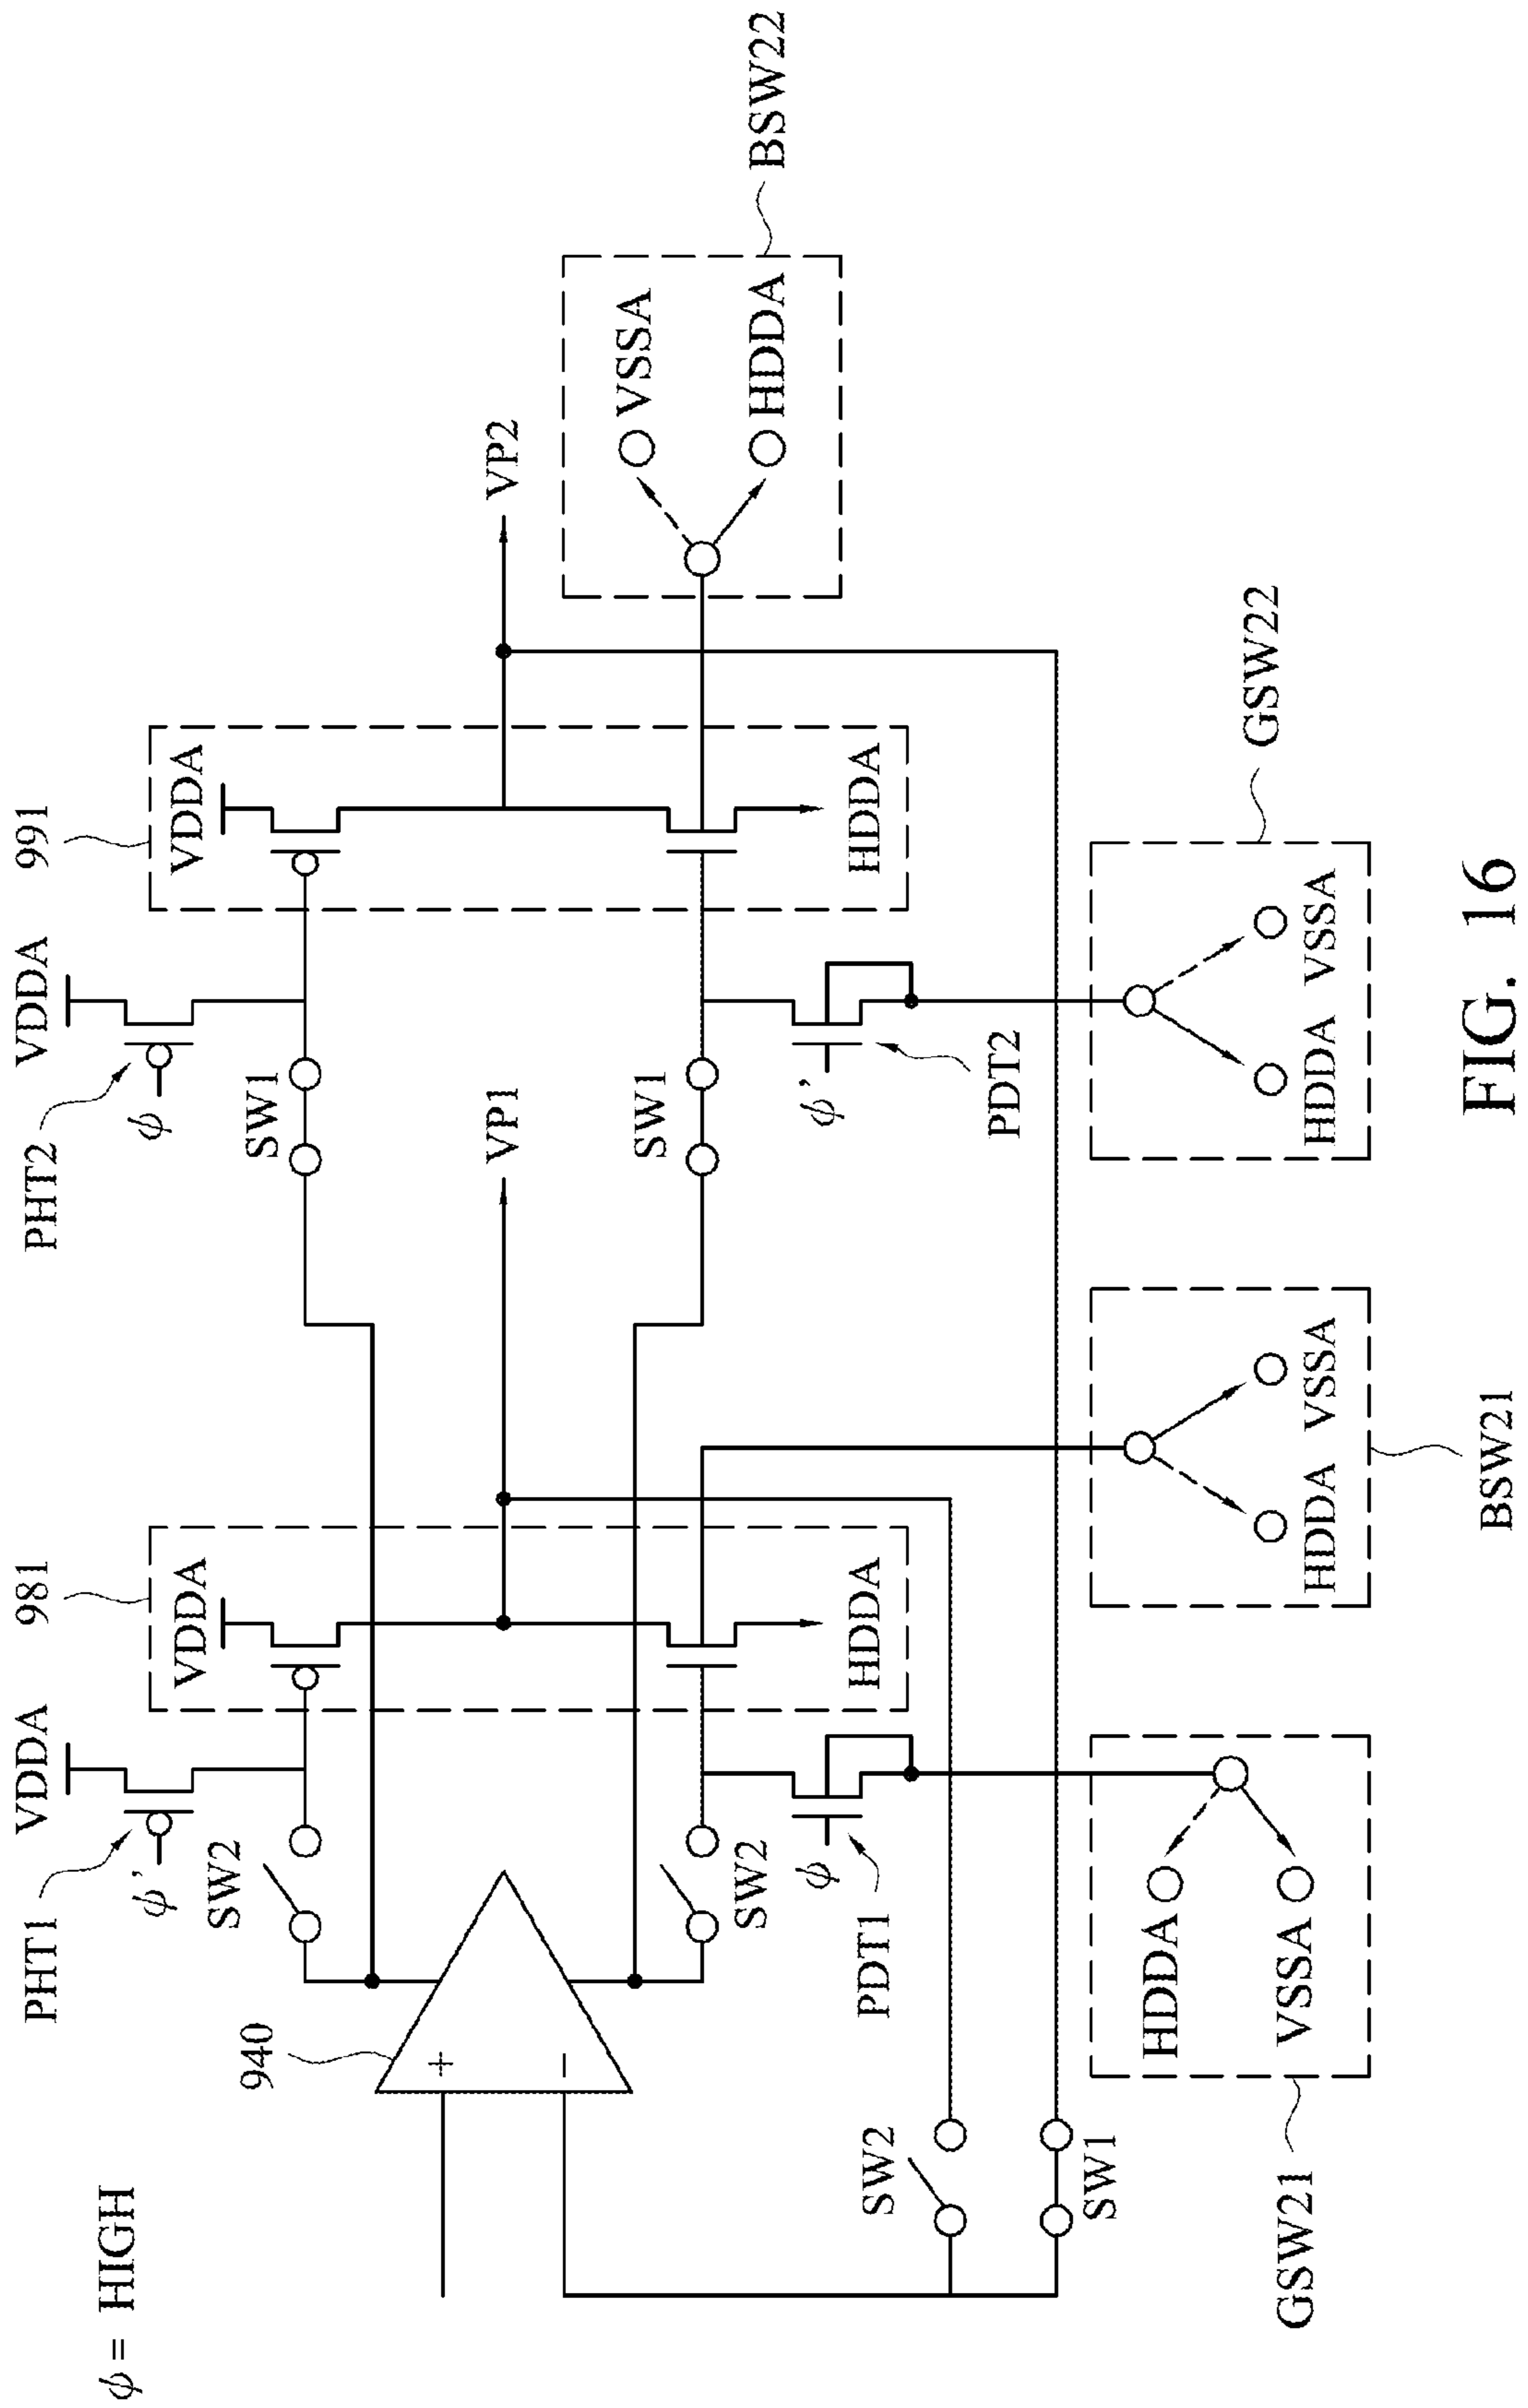 ϕ = HIGH
PHT1
VDDA
981
PHT2
VDDA
991
ϕ'
ϕ
VDDA
VDDA
SW2
SW1
940
+
−
VP1
VP2
VSSA
HDDA
BSW22
SW2
SW1
ϕ
ϕ'
HDDA
HDDA
PDT1
PDT2
SW2
SW1
HDDA
VSSA
HDDA VSSA
HDDA VSSA
GSW21
BSW21
GSW22
FIG. 16